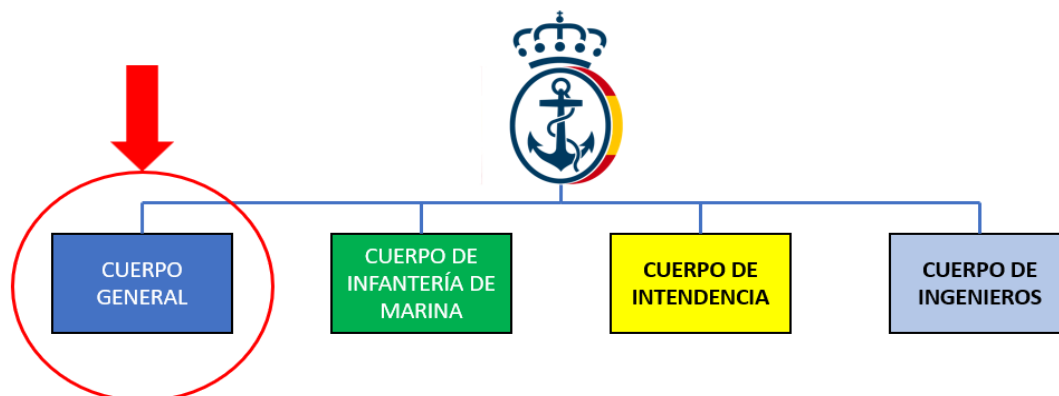 CUERPO
GENERAL
CUERPO DE
INFANTERÍA DE
MARINA
CUERPO DE
INTENDENCIA
CUERPO DE
INGENIEROS